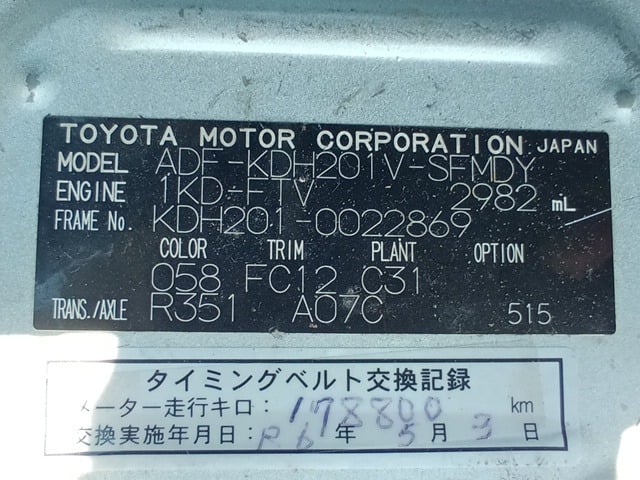 TOYOTA MOTOR CORPORATION JAPAN
MODEL ADF-KDH201V-SFMDY
ENGINE 1KD-FTV 2982 mL
FRAME No. KDH201-0022869
COLOR TRIM PLANT OPTION
058 FC12 C31
TRANS./AXLE R351 A07C 515
タイミングベルト交換記録
メーター走行キロ: 178800 km
交換実施年月日: R6年 5月 3日